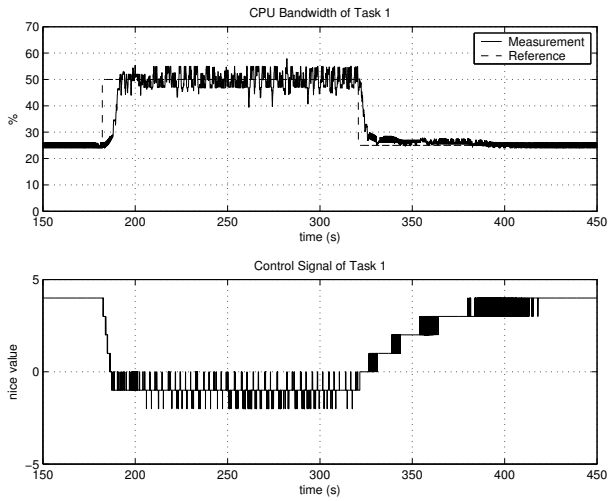 CPU Bandwidth of Task 1
70
60
50
40
30
20
10
0
%
Measurement
Reference
150 200 250 300 350 400 450
time (s)
Control Signal of Task 1
5
0
−5
nice value
150 200 250 300 350 400 450
time (s)